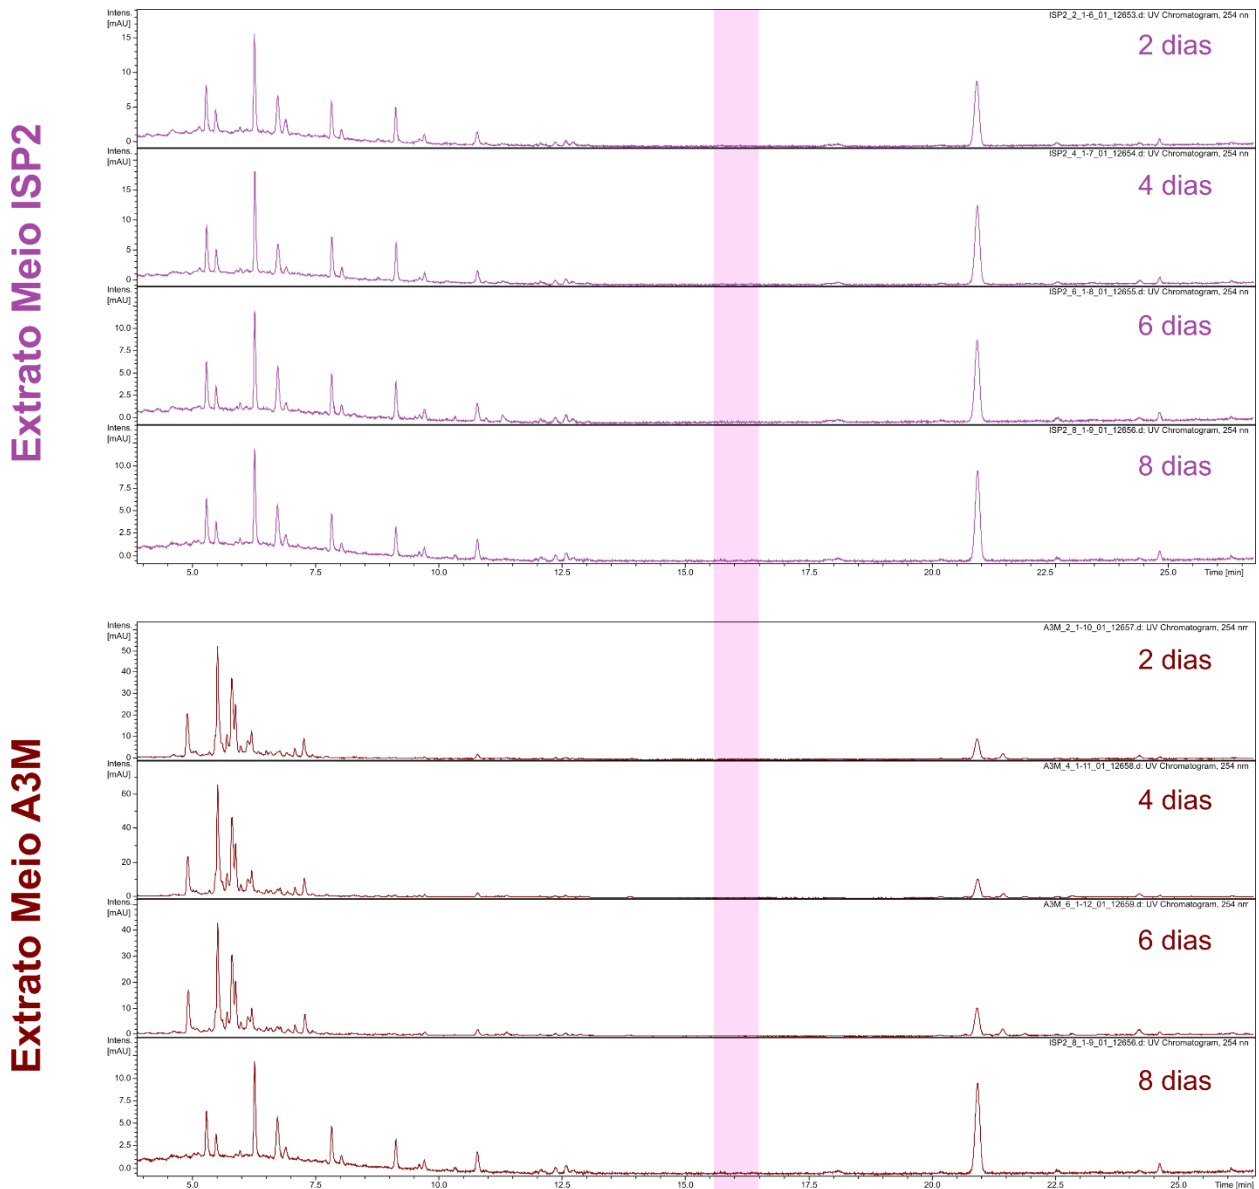 Extrato Meio ISP2
Intens.
[mAU]
15
10
5
0
ISP2_2_1-6_01_12653.d: UV Chromatogram, 254 nm
2 dias
Intens.
[mAU]
15
10
5
0
ISP2_4_1-7_01_12654.d: UV Chromatogram, 254 nm
4 dias
Intens.
[mAU]
10.0
7.5
5.0
2.5
0.0
ISP2_6_1-8_01_12655.d: UV Chromatogram, 254 nm
6 dias
Intens.
[mAU]
10.0
7.5
5.0
2.5
0.0
ISP2_8_1-9_01_12656.d: UV Chromatogram, 254 nm
8 dias
5.0 7.5 10.0 12.5 15.0 17.5 20.0 22.5 25.0 Time [min]
Extrato Meio A3M
Intens.
[mAU]
50
40
30
20
10
0
A3M_2_1-10_01_12657.d: UV Chromatogram, 254 nm
2 dias
Intens.
[mAU]
60
40
20
0
A3M_4_1-11_01_12658.d: UV Chromatogram, 254 nm
4 dias
Intens.
[mAU]
40
30
20
10
0
A3M_6_1-12_01_12659.d: UV Chromatogram, 254 nm
6 dias
Intens.
[mAU]
10.0
7.5
5.0
2.5
0.0
ISP2_8_1-9_01_12656.d: UV Chromatogram, 254 nm
8 dias
5.0 7.5 10.0 12.5 15.0 17.5 20.0 22.5 25.0 Time [min]